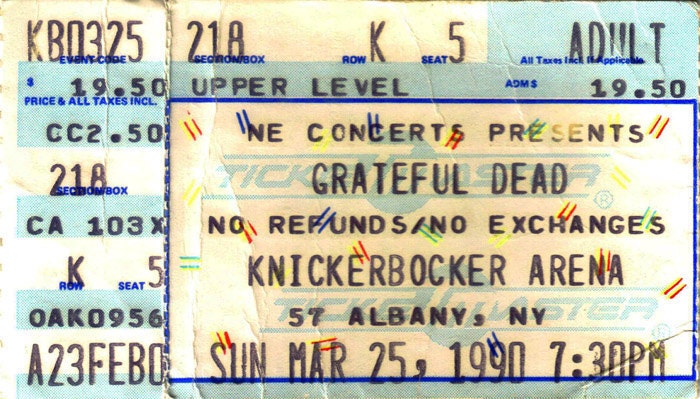 KB0325
EVENT CODE
$ 19.50
PRICE & ALL TAXES INCL.
CC2.50
218
SECTION/BOX
CA 103X
K 5
ROW SEAT
OAK0956
A23FEB0
218 K 5 ADULT
SECTION/BOX ROW SEAT All Taxes Incl. If Applicable
UPPER LEVEL ADMS 19.50
NE CONCERTS PRESENTS
TICKETMASTER®
GRATEFUL DEAD
NO REFUNDS/NO EXCHANGES
KNICKERBOCKER ARENA
TICKETMASTER
57 ALBANY, NY
SUN MAR 25, 1990 7:30PM